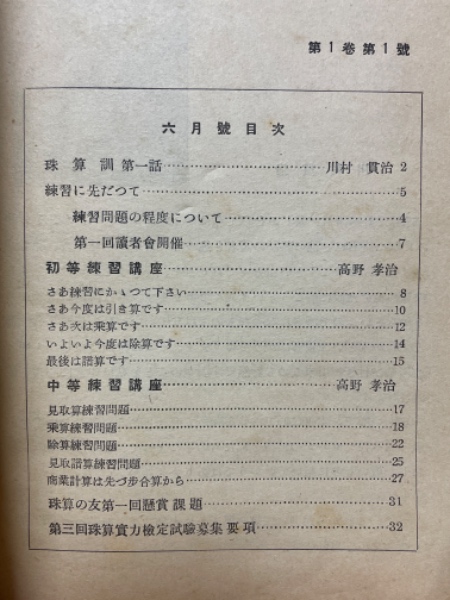 第1卷第1號
六月號目次
珠算訓 第一話……………川村 貫治 2
練習に先だつて……………5
練習問題の程度について……………4
第一回讀者會開催……………7
初等練習講座……………高野 孝治
さあ練習にかゝつて下さい……………8
さあ今度は引き算です……………10
さあ次は乘算です……………12
いよいよ今度は除算です……………14
最後は諳算です……………15
中等練習講座……………高野 孝治
見取算練習問題……………17
乘算練習問題……………18
除算練習問題……………22
見取諳算練習問題……………25
商業計算は先づ步合算から……………27
珠算の友第一回懸賞課題……………31
第三回珠算實力檢定試驗募集要項……………32